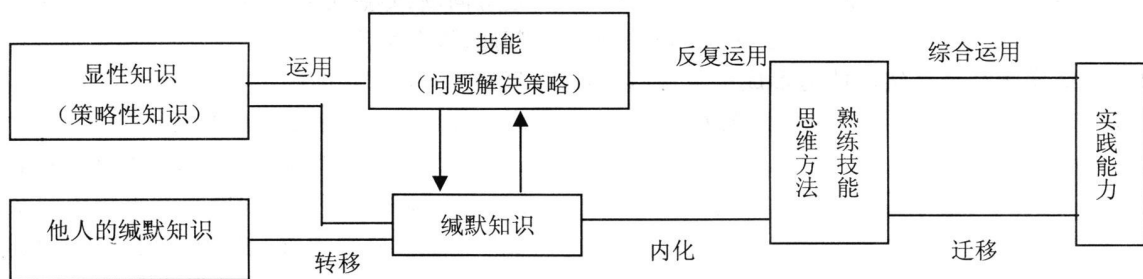 显性知识
（策略性知识）
运用
技能
（问题解决策略）
反复运用
综合运用
熟练技能
思维方法
实践能力
他人的缄默知识
转移
缄默知识
内化
迁移